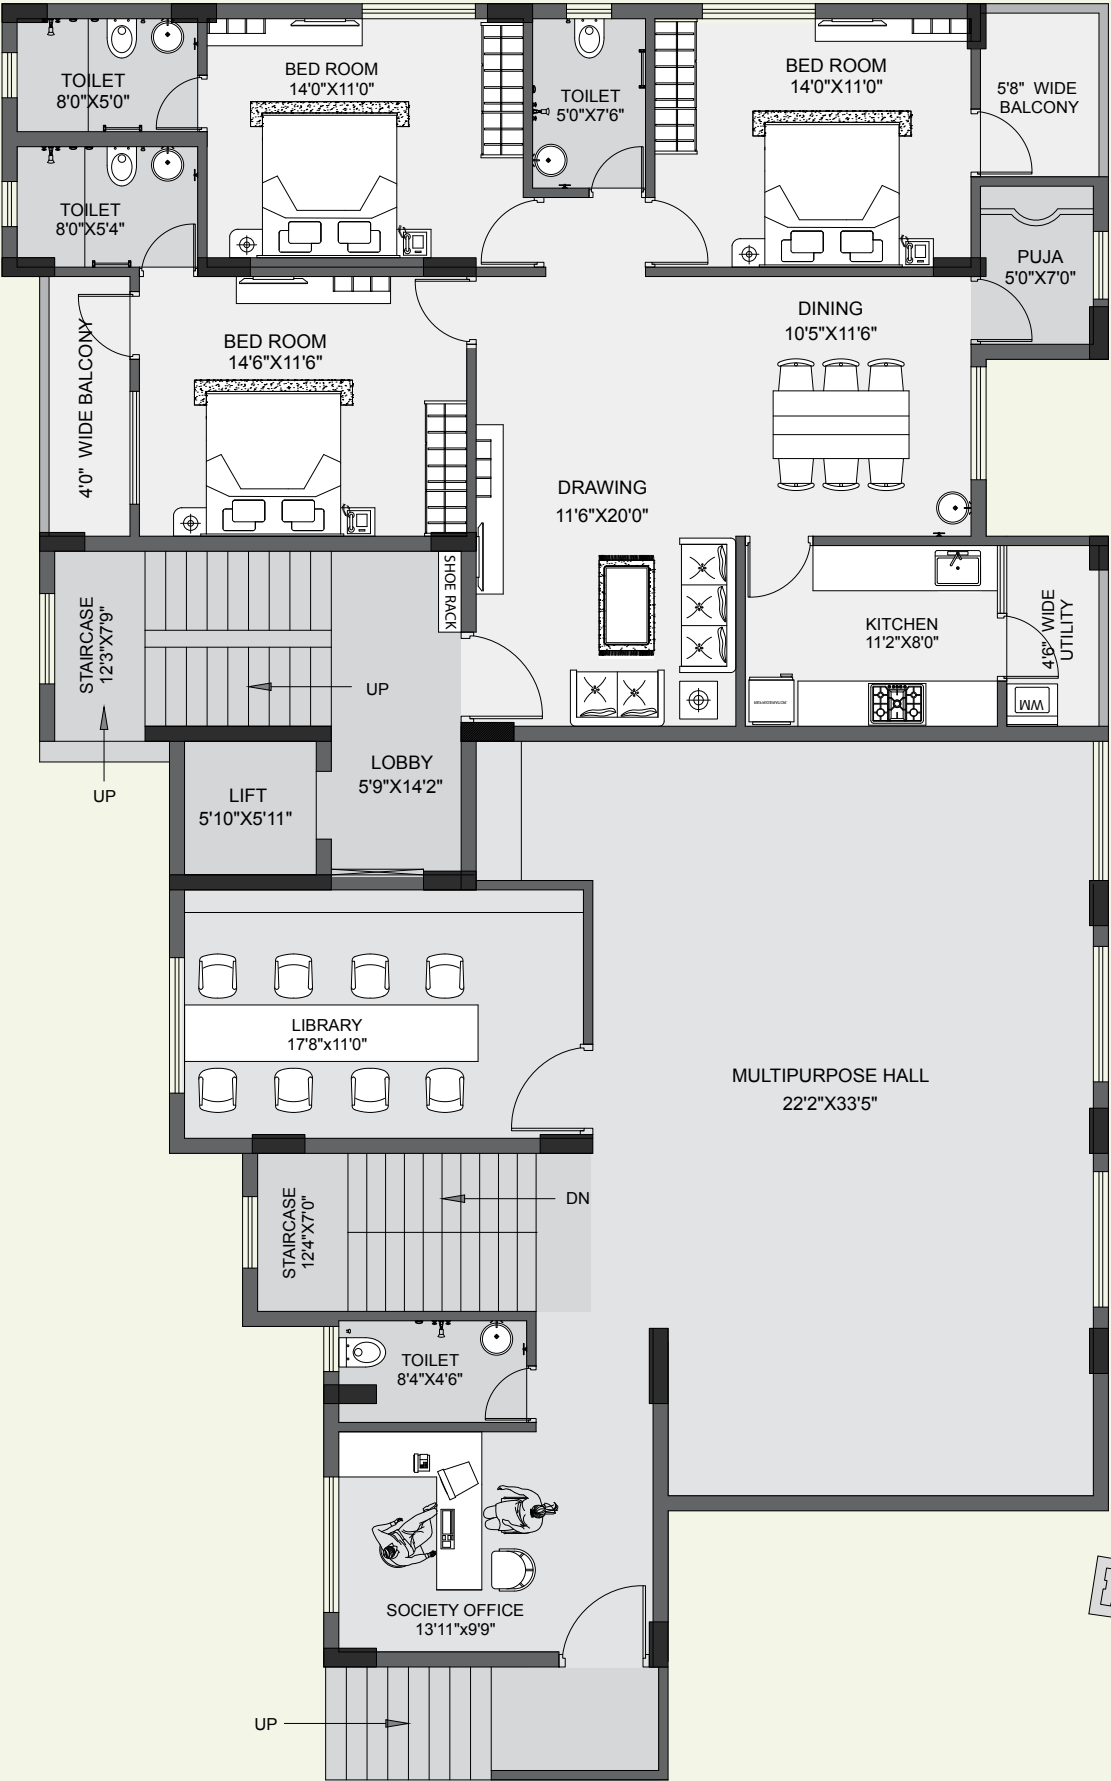 TOILET
8'0"X5'0"
BED ROOM
14'0"X11'0"
TOILET
5'0"X7'6"
BED ROOM
14'0"X11'0"
5'8" WIDE
BALCONY
TOILET
8'0"X5'4"
PUJA
5'0"X7'0"
4'0" WIDE BALCONY
BED ROOM
14'6"X11'6"
DINING
10'5"X11'6"
DRAWING
11'6"X20'0"
SHOE RACK
STAIRCASE
12'3"X7'9"
UP
KITCHEN
11'2"X8'0"
4'6" WIDE
UTILITY
WM
UP
LIFT
5'10"X5'11"
LOBBY
5'9"X14'2"
LIBRARY
17'8"x11'0"
MULTIPURPOSE HALL
22'2"X33'5"
STAIRCASE
12'4"X7'0"
DN
TOILET
8'4"X4'6"
SOCIETY OFFICE
13'11"x9'9"
UP